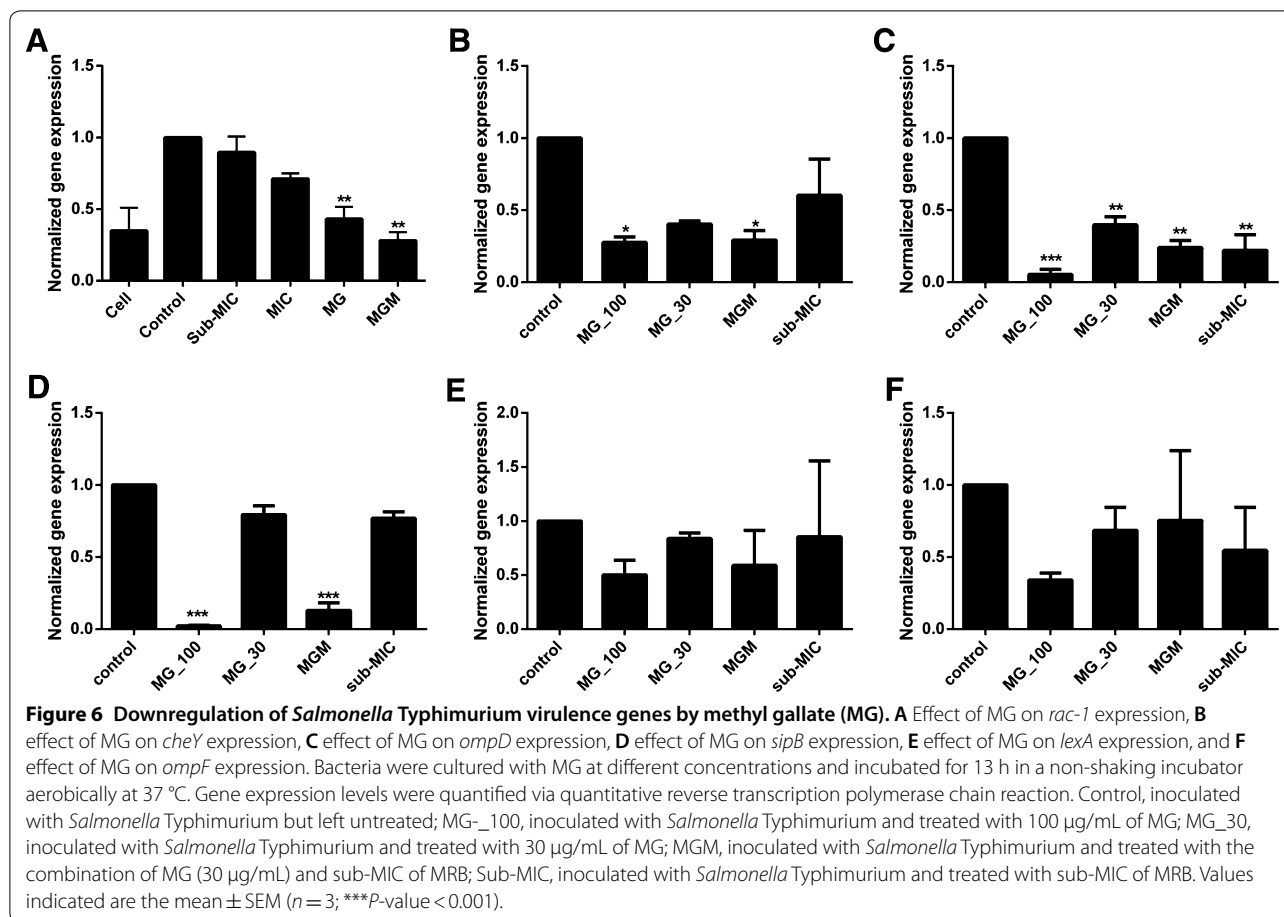 A
Normalized gene expression
1.5
1.0
0.5
0.0
Cell
Control
Sub-MIC
MIC
MG
MGM
**
**
B
Normalized gene expression
1.5
1.0
0.5
0.0
control
MG_100
MG_30
MGM
sub-MIC
*
*
C
Normalized gene expression
1.5
1.0
0.5
0.0
control
MG_100
MG_30
MGM
sub-MIC
***
**
**
**
D
Normalized gene expression
1.5
1.0
0.5
0.0
control
MG_100
MG_30
MGM
sub-MIC
***
***
E
Normalized gene expression
2.0
1.5
1.0
0.5
0.0
control
MG_100
MG_30
MGM
sub-MIC
F
Normalized gene expression
1.5
1.0
0.5
0.0
control
MG_100
MG_30
MGM
sub-MIC
Figure 6 Downregulation of Salmonella Typhimurium virulence genes by methyl gallate (MG). A Effect of MG on rac-1 expression, B
effect of MG on cheY expression, C effect of MG on ompD expression, D effect of MG on sipB expression, E effect of MG on lexA expression, and F
effect of MG on ompF expression. Bacteria were cultured with MG at different concentrations and incubated for 13 h in a non-shaking incubator
aerobically at 37 °C. Gene expression levels were quantified via quantitative reverse transcription polymerase chain reaction. Control, inoculated
with Salmonella Typhimurium but left untreated; MG-_100, inoculated with Salmonella Typhimurium and treated with 100 µg/mL of MG; MG_30,
inoculated with Salmonella Typhimurium and treated with 30 µg/mL of MG; MGM, inoculated with Salmonella Typhimurium and treated with the
combination of MG (30 µg/mL) and sub-MIC of MRB; Sub-MIC, inoculated with Salmonella Typhimurium and treated with sub-MIC of MRB. Values
indicated are the mean ± SEM (n = 3; ***P-value < 0.001).